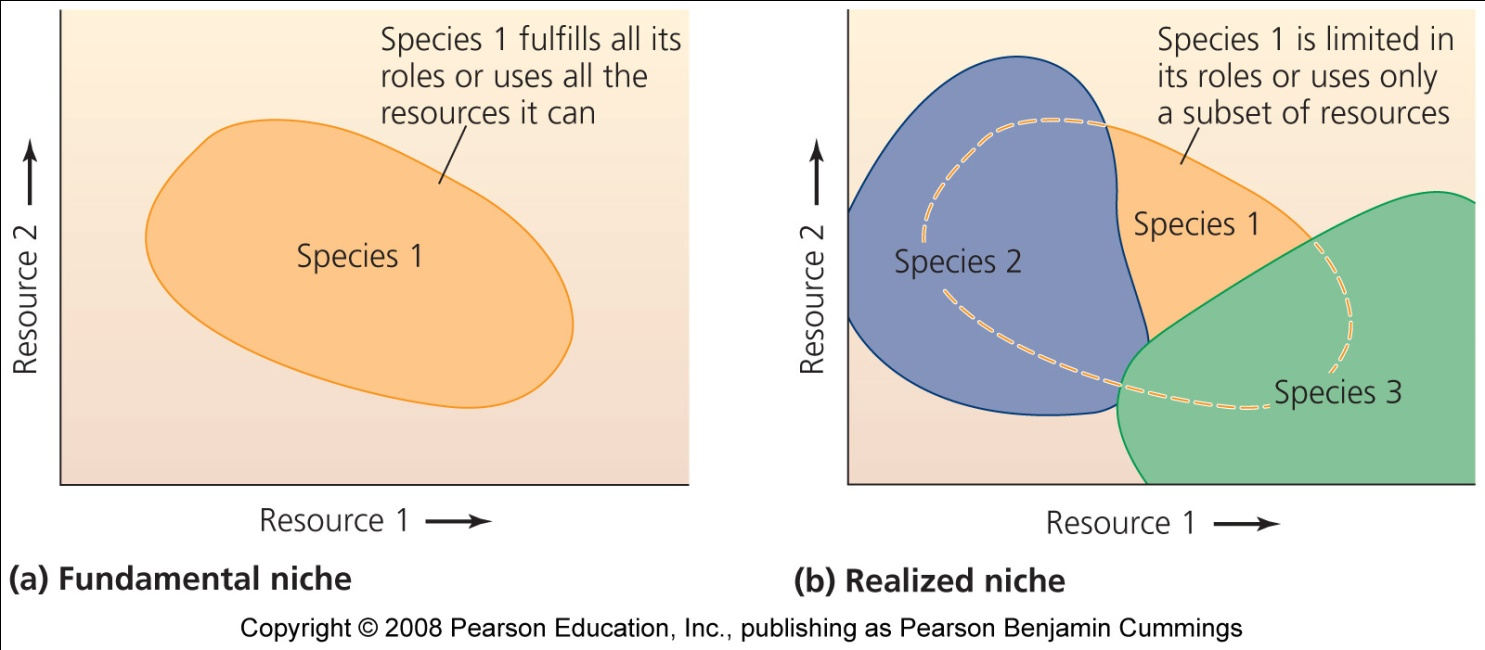 Species 1 fulfills all its
roles or uses all the
resources it can
Species 1
Resource 2
Resource 1
(a) Fundamental niche
Species 1 is limited in
its roles or uses only
a subset of resources
Species 1
Species 2
Species 3
Resource 2
Resource 1
(b) Realized niche
Copyright © 2008 Pearson Education, Inc., publishing as Pearson Benjamin Cummings